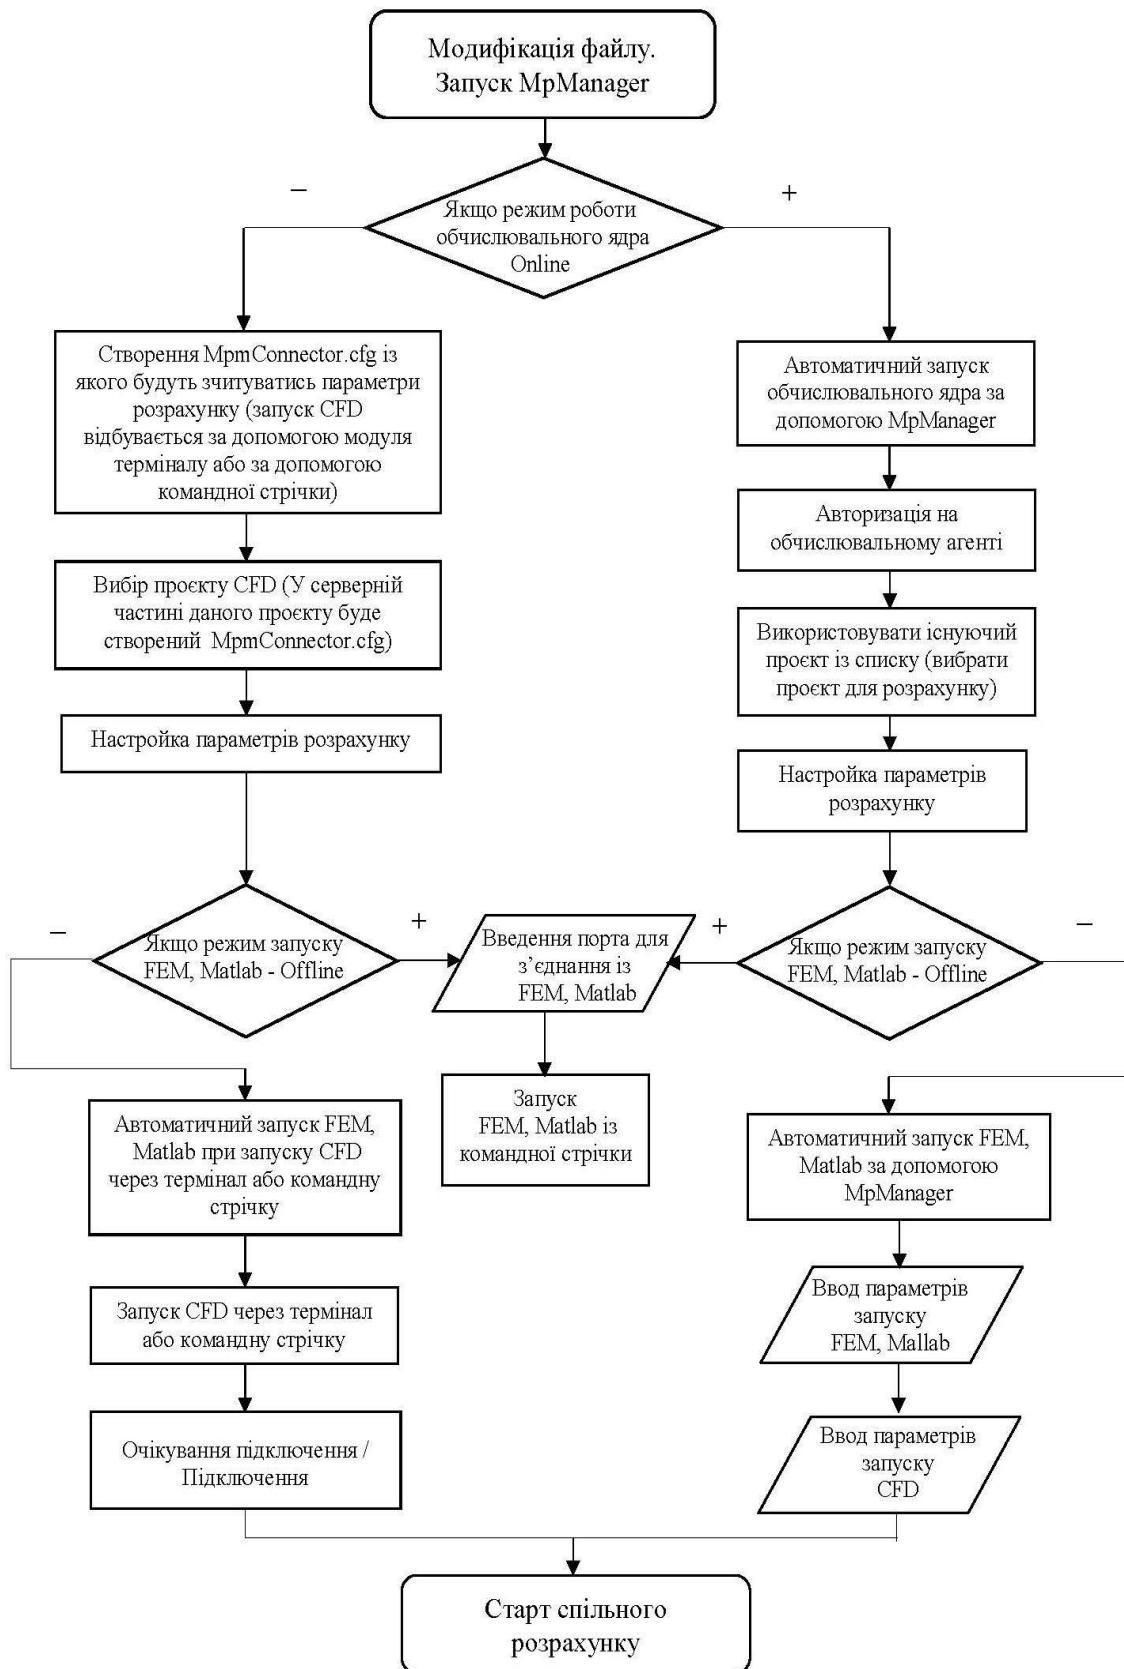 Модифікація файлу.
Запуск MpManager
–
+
Якщо режим роботи
обчислювального ядра
Online
Створення MpmConnector.cfg із
якого будуть зчитуватись параметри
розрахунку (запуск CFD
відбувається за допомогою модуля
терміналу або за допомогою
командної стрічки)
Вибір проєкту CFD (У серверній
частині даного проєкту буде
створений MpmConnector.cfg)
Настройка параметрів розрахунку
Автоматичний запуск
обчислювального ядра за
допомогою MpManager
Авторизація на
обчислювальному агенті
Використовувати існуючий
проєкт із списку (вибрати
проєкт для розрахунку)
Настройка параметрів
розрахунку
–
Якщо режим запуску
FEM, Matlab - Offline
+
Введення порта для
з’єднання із
FEM, Matlab
+
Якщо режим запуску
FEM, Matlab - Offline
–
Запуск
FEM, Matlab із
командної стрічки
Автоматичний запуск FEM,
Matlab при запуску CFD
через термінал або командну
стрічку
Запуск CFD через термінал
або командну стрічку
Очікування підключення /
Підключення
Автоматичний запуск FEM,
Matlab за допомогою
MpManager
Ввод параметрів
запуску
FEM, Mallab
Ввод параметрів
запуску
CFD
Старт спільного
розрахунку